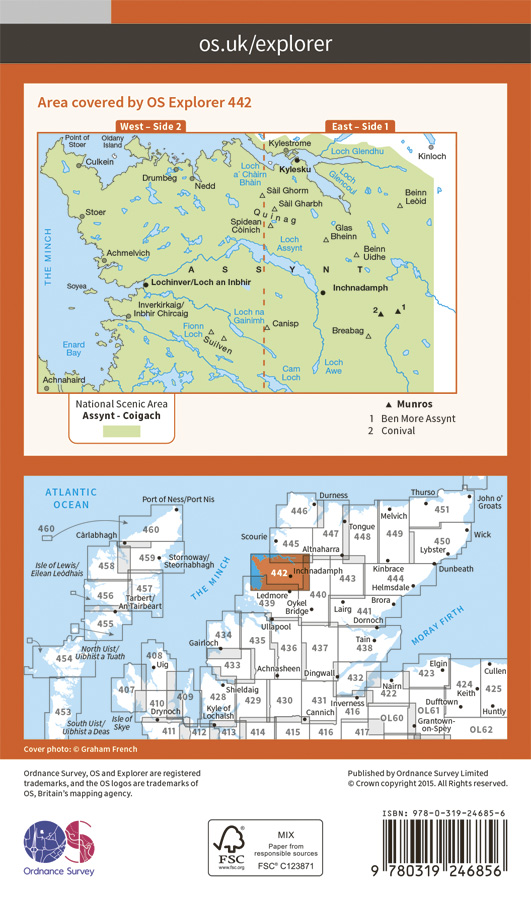 os.uk/explorer
Area covered by OS Explorer 442
West – Side 2
East – Side 1
Point of
Stoer
Oldany
Island
Culkein
Drumbeg
Nedd
Stoer
THE MINCH
Achmelvich
Soyea
Lochinver/Loch an Inbhir
Inverkirkaig/
Inbhir Chircaig
Enard
Bay
Achnahaird
Fionn
Loch
Suilven
Loch na
Gainimh
Canisp
Cam
Loch
Loch
Awe
Kylestrome
Kylesku
Loch Glendhu
Loch
Glencoul
Kinloch
Loch
a' Chàirn
Bhàin
Sàil Ghorm
Sàil Gharbh
Quinag
Spidean
Còinich
Beinn
Leòid
Glas
Bheinn
Beinn
Uidhe
Loch
Assynt
ASSYNT
Inchnadamph
2
1
Breabag
National Scenic Area
Assynt - Coigach
Munros
1 Ben More Assynt
2 Conival
ATLANTIC
OCEAN
Port of Ness/Port Nis
460
460
Càrlabhagh
459
Stornoway/
Steornabhagh
458
Isle of Lewis/
Eilean Leòdhais
457
456
Tarbert/
An Tairbeart
455
North Uist/
Uibhist a Tuath
454
453
South Uist/
Uibhist a Deas
THE MINCH
408
Uig
407
409
410
Isle of
Skye
Drynoch
411
412
413
414
430
415
431
416
416
417
Durness
446
Scourie
445
447
Tongue
448
Melvich
449
Thurso
451
John o'
Groats
Wick
450
Lybster
Dunbeath
Altnaharra
442
Inchnadamph
443
Kinbrace
444
Helmsdale
Ledmore
439
440
Oykel
Bridge
Lairg
Brora
441
Dornoch
Ullapool
MORAY FIRTH
434
Gairloch
435
436
437
Tain
438
433
Achnasheen
Dingwall
432
Shieldaig
428
429
Kyle of
Lochalsh
Cannich
Inverness
Nairn
422
423
Elgin
424
Keith
425
Cullen
Huntly
Dufftown
OL61
OL60
Grantown-
on-Spey
OL62
Cover photo: © Graham French
Ordnance Survey, OS and Explorer are registered
trademarks, and the OS logos are trademarks of
OS, Britain's mapping agency.
Published by Ordnance Survey Limited
© Crown copyright 2015. All Rights reserved.
OS
Ordnance Survey
FSC
www.fsc.org
MIX
Paper from
responsible sources
FSC® C123871
ISBN: 978-0-319-24685-6
9 780319 246856